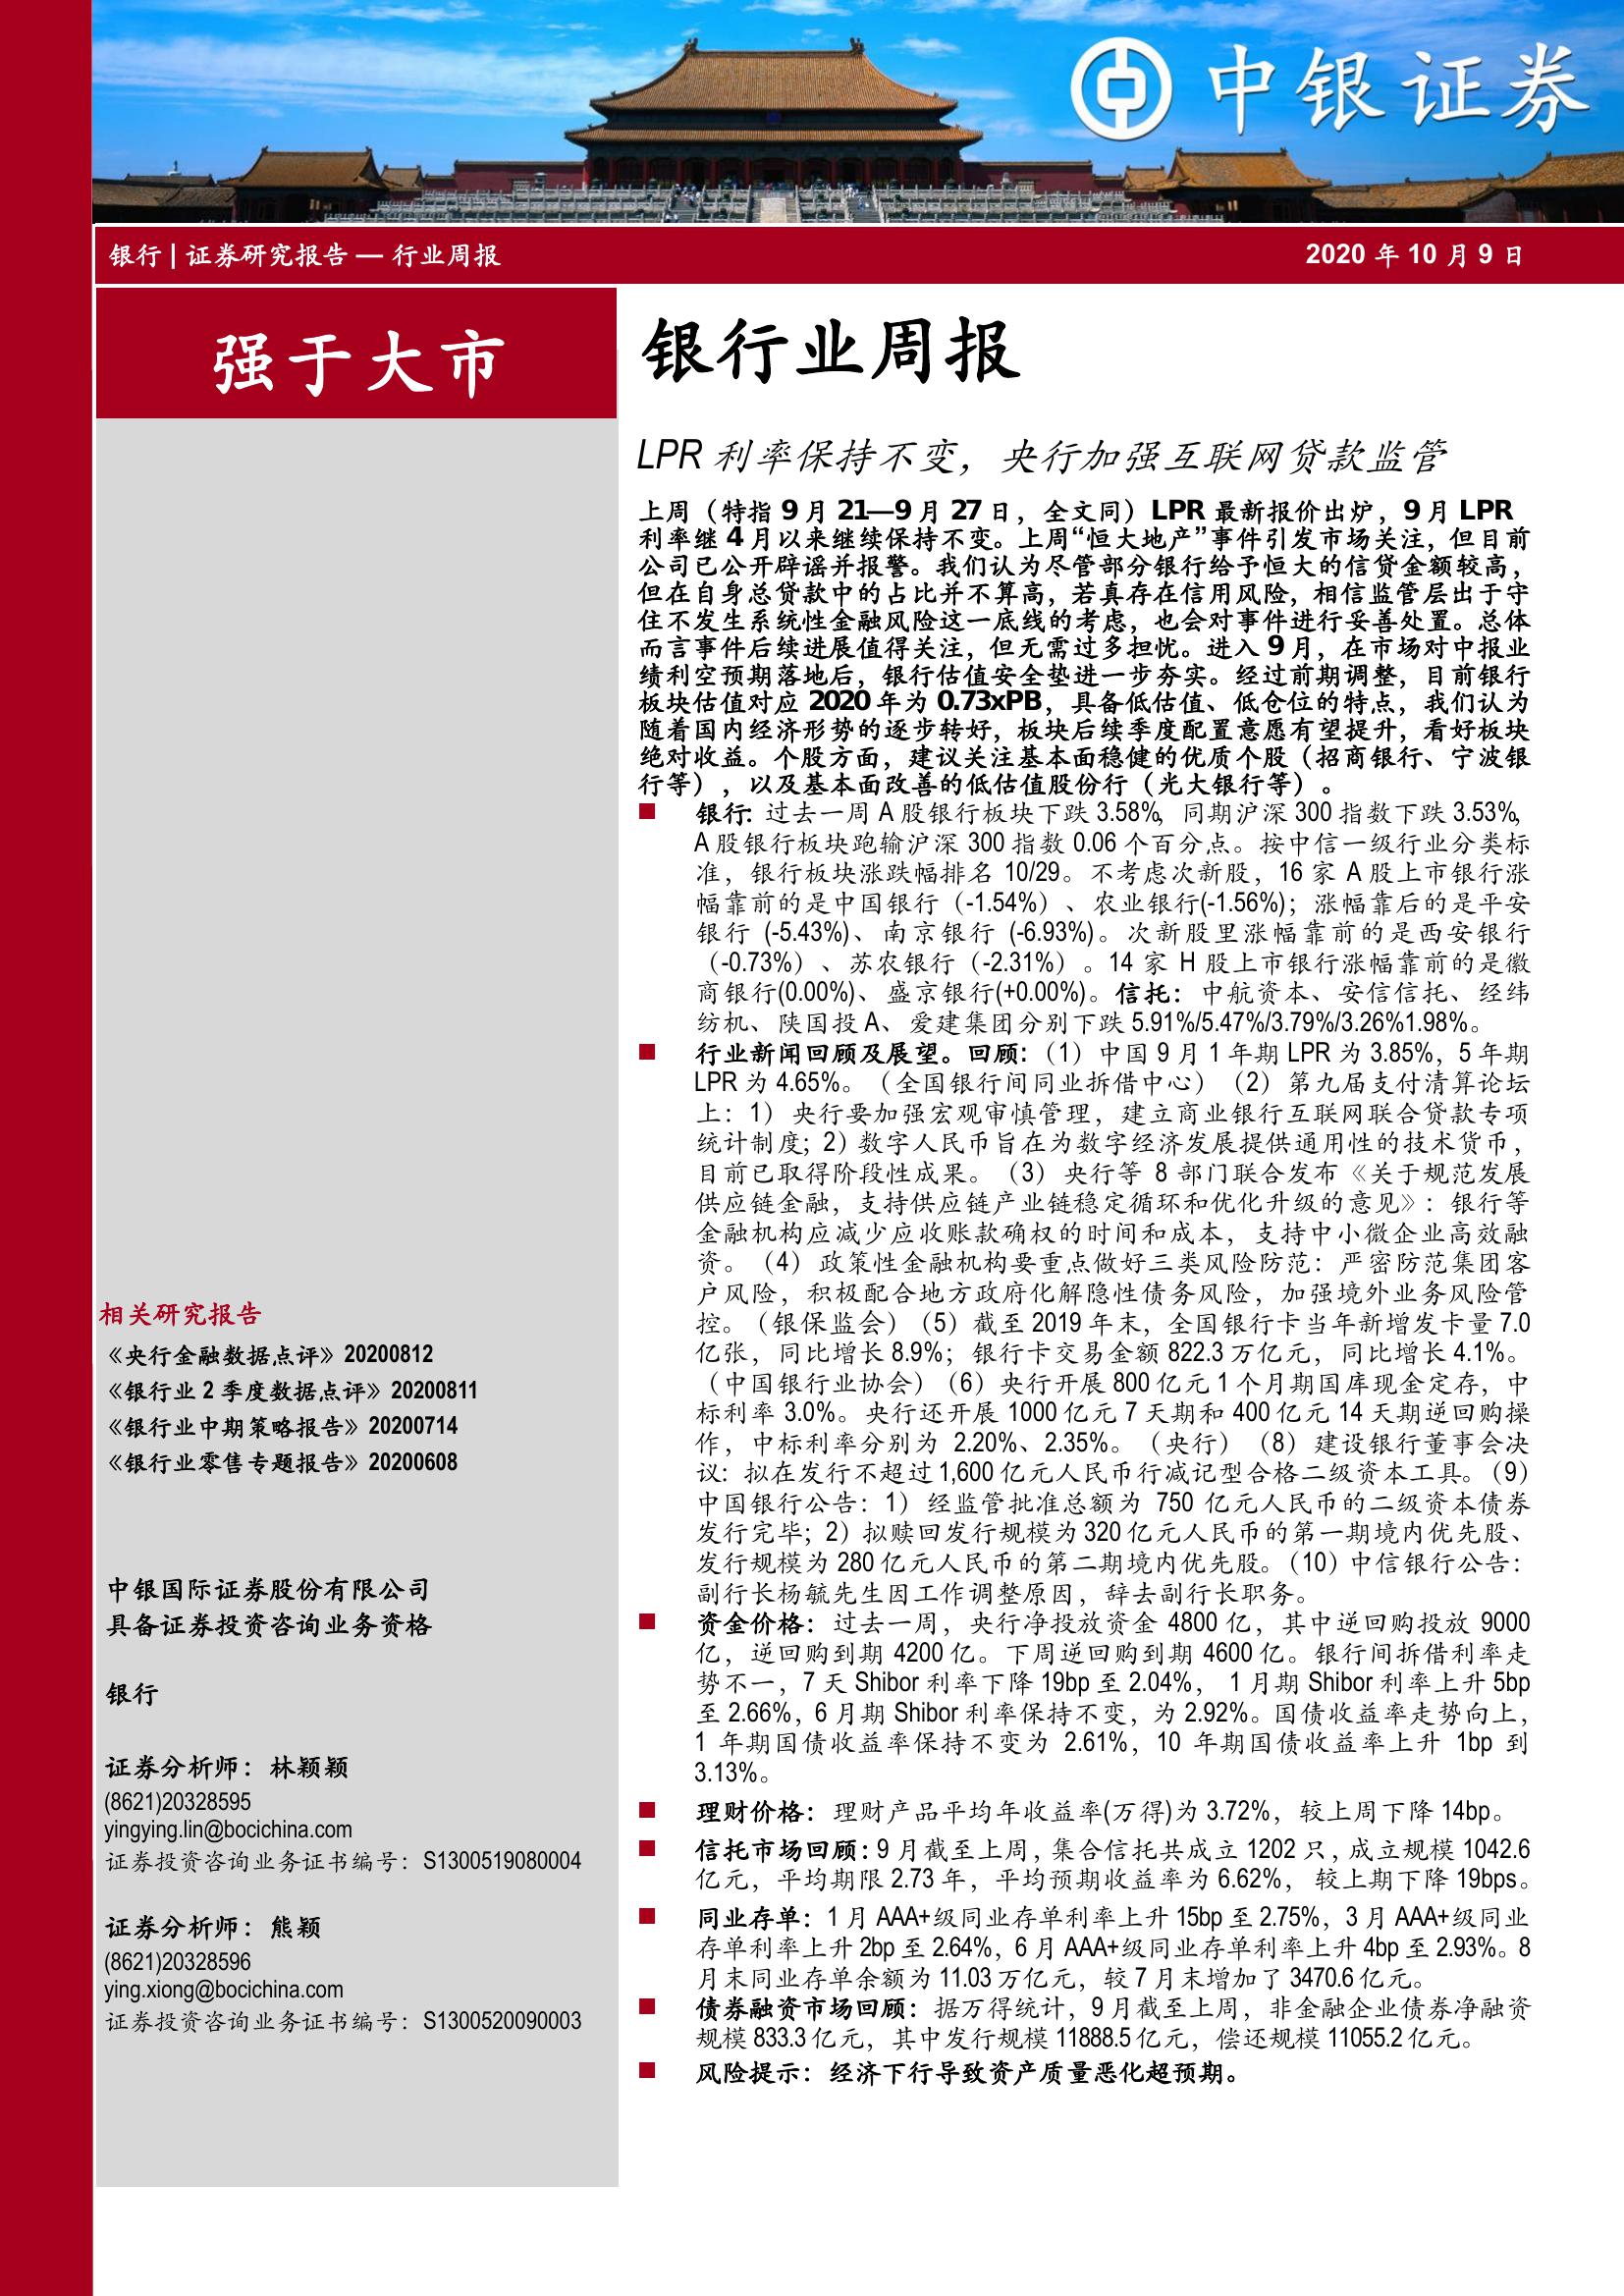 中银证券
银行 | 证券研究报告 — 行业周报
2020 年 10 月 9 日
强于大市
银行业周报
LPR 利率保持不变，央行加强互联网贷款监管
上周（特指 9 月 21—9 月 27 日，全文同）LPR 最新报价出炉，9 月 LPR
利率继 4 月以来继续保持不变。上周“恒大地产”事件引发市场关注，但目前
公司已公开辟谣并报警。我们认为尽管部分银行给予恒大的信贷金额较高，
但在自身总贷款中的占比并不算高，若真存在信用风险，相信监管层出于守
住不发生系统性金融风险这一底线的考虑，也会对事件进行妥善处置。总体
而言事件后续进展值得关注，但无需过多担忧。进入 9 月，在市场对中报业
绩利空预期落地后，银行估值安全垫进一步夯实。经过前期调整，目前银行
板块估值对应 2020 年为 0.73xPB，具备低估值、低仓位的特点，我们认为
随着国内经济形势的逐步转好，板块后续季度配置意愿有望提升，看好板块
绝对收益。个股方面，建议关注基本面稳健的优质个股（招商银行、宁波银
行等），以及基本面改善的低估值股份行（光大银行等）。
银行: 过去一周 A 股银行板块下跌 3.58%，同期沪深 300 指数下跌 3.53%，
A 股银行板块跑输沪深 300 指数 0.06 个百分点。按中信一级行业分类标
准，银行板块涨跌幅排名 10/29。不考虑次新股，16 家 A 股上市银行涨
幅靠前的是中国银行（-1.54%）、农业银行(-1.56%)；涨幅靠后的是平安
银行 (-5.43%)、南京银行 (-6.93%)。次新股里涨幅靠前的是西安银行
（-0.73%）、苏农银行（-2.31%）。14 家 H 股上市银行涨幅靠前的是徽
商银行(0.00%)、盛京银行(+0.00%)。信托：中航资本、安信信托、经纬
纺机、陕国投 A、爱建集团分别下跌 5.91%/5.47%/3.79%/3.26%1.98%。
行业新闻回顾及展望。回顾:（1）中国 9 月 1 年期 LPR 为 3.85%，5 年期
LPR 为 4.65%。（全国银行间同业拆借中心）（2）第九届支付清算论坛
上：1）央行要加强宏观审慎管理，建立商业银行互联网联合贷款专项
统计制度；2）数字人民币旨在为数字经济发展提供通用性的技术货币，
目前已取得阶段性成果。（3）央行等 8 部门联合发布《关于规范发展
供应链金融，支持供应链产业链稳定循环和优化升级的意见》：银行等
金融机构应减少应收账款确权的时间和成本，支持中小微企业高效融
资。（4）政策性金融机构要重点做好三类风险防范：严密防范集团客
户风险，积极配合地方政府化解隐性债务风险，加强境外业务风险管
控。（银保监会）（5）截至 2019 年末，全国银行卡当年新增发卡量 7.0
亿张，同比增长 8.9%；银行卡交易金额 822.3 万亿元，同比增长 4.1%。
（中国银行业协会）（6）央行开展 800 亿元 1 个月期国库现金定存，中
标利率 3.0%。央行还开展 1000 亿元 7 天期和 400 亿元 14 天期逆回购操
作，中标利率分别为 2.20%、2.35%。（央行）（8）建设银行董事会决
议：拟在发行不超过 1,600 亿元人民币行减记型合格二级资本工具。（9）
中国银行公告：1）经监管批准总额为 750 亿元人民币的二级资本债券
发行完毕；2）拟赎回发行规模为 320 亿元人民币的第一期境内优先股、
发行规模为 280 亿元人民币的第二期境内优先股。（10）中信银行公告：
副行长杨毓先生因工作调整原因，辞去副行长职务。
资金价格：过去一周，央行净投放资金 4800 亿，其中逆回购投放 9000
亿，逆回购到期 4200 亿。下周逆回购到期 4600 亿。银行间拆借利率走
势不一，7 天 Shibor 利率下降 19bp 至 2.04%， 1 月期 Shibor 利率上升 5bp
至 2.66%，6 月期 Shibor 利率保持不变，为 2.92%。国债收益率走势向上，
1 年期国债收益率保持不变为 2.61%，10 年期国债收益率上升 1bp 到
3.13%。
理财价格：理财产品平均年收益率(万得)为 3.72%，较上周下降 14bp。
信托市场回顾：9 月截至上周，集合信托共成立 1202 只，成立规模 1042.6
亿元，平均期限 2.73 年，平均预期收益率为 6.62%， 较上期下降 19bps。
同业存单：1 月 AAA+级同业存单利率上升 15bp 至 2.75%，3 月 AAA+级同业
存单利率上升 2bp 至 2.64%，6 月 AAA+级同业存单利率上升 4bp 至 2.93%。8
月末同业存单余额为 11.03 万亿元，较 7 月末增加了 3470.6 亿元。
债券融资市场回顾：据万得统计，9 月截至上周，非金融企业债券净融资
规模 833.3 亿元，其中发行规模 11888.5 亿元，偿还规模 11055.2 亿元。
风险提示：经济下行导致资产质量恶化超预期。
相关研究报告
《央行金融数据点评》20200812
《银行业 2 季度数据点评》20200811
《银行业中期策略报告》20200714
《银行业零售专题报告》20200608
中银国际证券股份有限公司
具备证券投资咨询业务资格
银行
证券分析师：林颖颖
(8621)20328595
yingying.lin@bocichina.com
证券投资咨询业务证书编号：S1300519080004
证券分析师：熊颖
(8621)20328596
ying.xiong@bocichina.com
证券投资咨询业务证书编号：S1300520090003